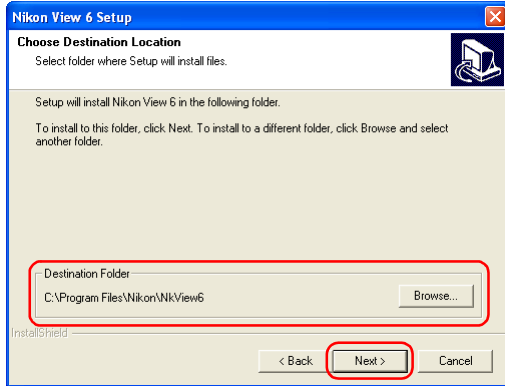 Nikon View 6 Setup
Choose Destination Location
Select folder where Setup will install files.
Setup will install Nikon View 6 in the following folder.
To install to this folder, click Next. To install to a different folder, click Browse and select
another folder.
Destination Folder
C:\Program Files\Nikon\NkView6
Browse...
InstallShield
< Back
Next >
Cancel